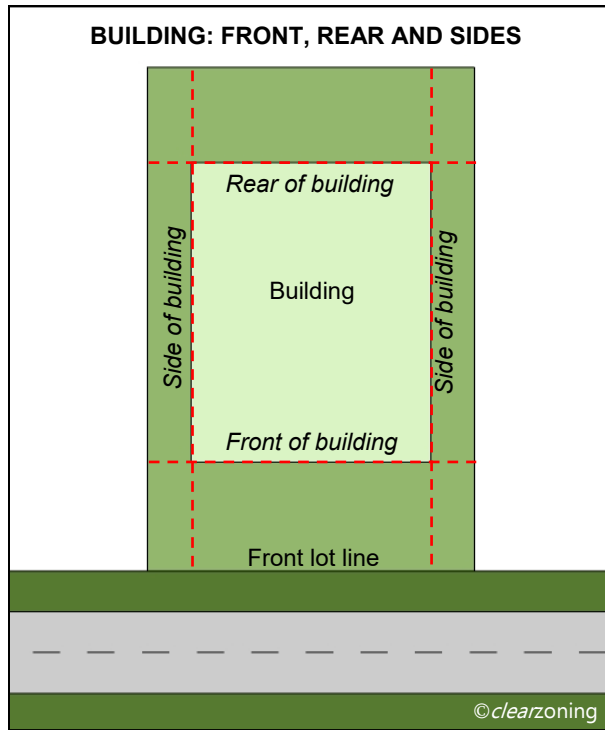 BUILDING: FRONT, REAR AND SIDES
Rear of building
Side of building
Building
Side of building
Front of building
Front lot line
©clearzoning